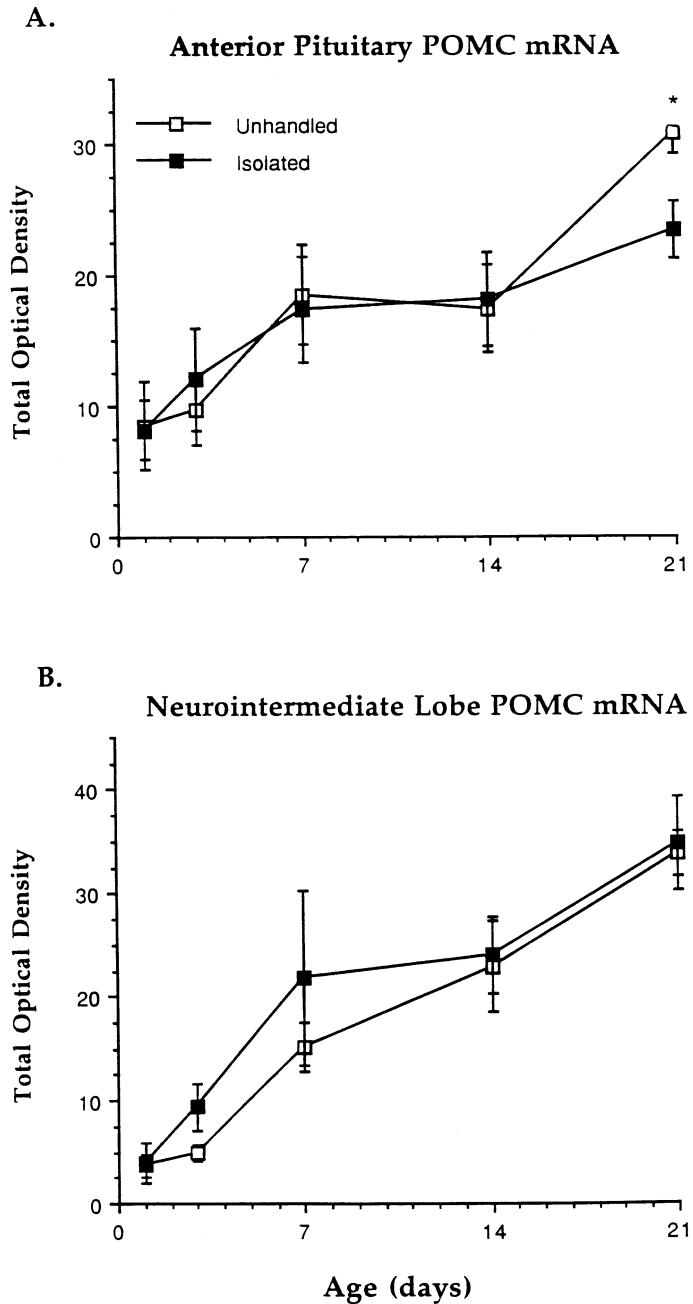 A.
Anterior Pituitary POMC mRNA
Unhandled
Isolated
*
Total Optical Density
30
20
10
0
0 7 14 21
B.
Neurointermediate Lobe POMC mRNA
Total Optical Density
40
30
20
10
0
0 7 14 21
Age (days)